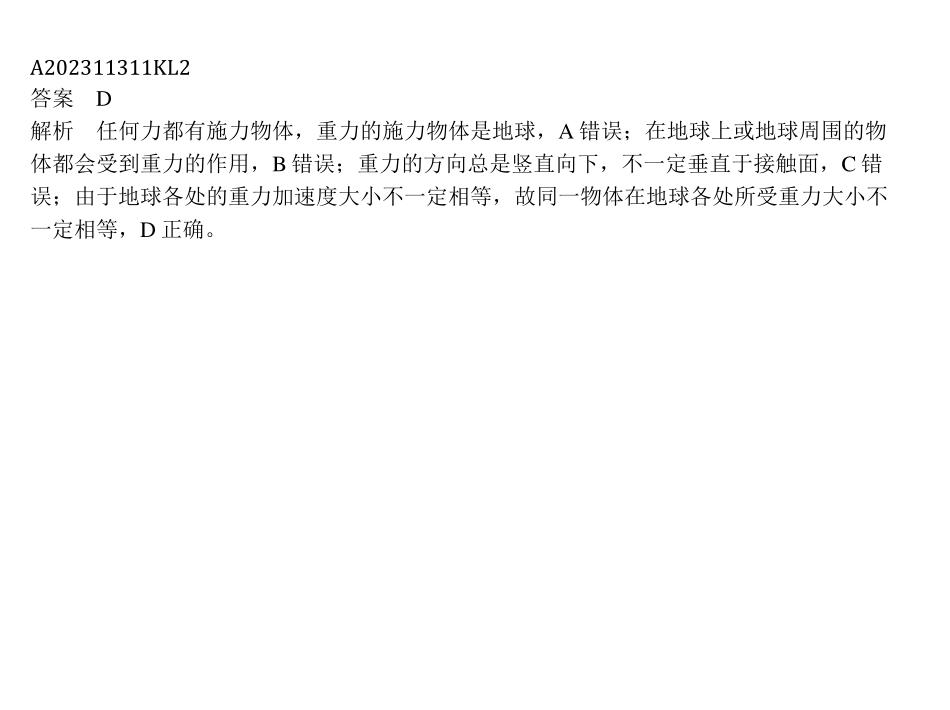 A202311311KL2
答案　D
解析　任何力都有施力物体，重力的施力物体是地球，A 错误；在地球上或地球周围的物
体都会受到重力的作用，B 错误；重力的方向总是竖直向下，不一定垂直于接触面，C 错
误；由于地球各处的重力加速度大小不一定相等，故同一物体在地球各处所受重力大小不
一定相等，D 正确。